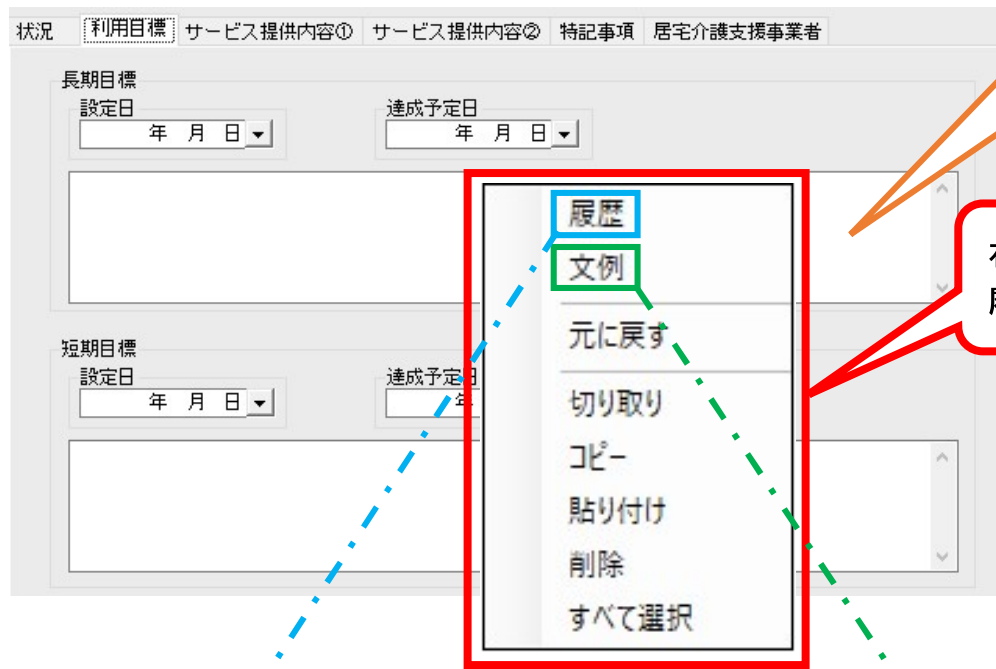 状況 利用目標 サービス提供内容① サービス提供内容② 特記事項 居宅介護支援事業者
長期目標
設定日 達成予定日
年 月 日 年 月 日
履歴
文例
元に戻す
短期目標
設定日 達成予定日
年 月 日 年
切り取り
コピー
貼り付け
削除
すべて選択